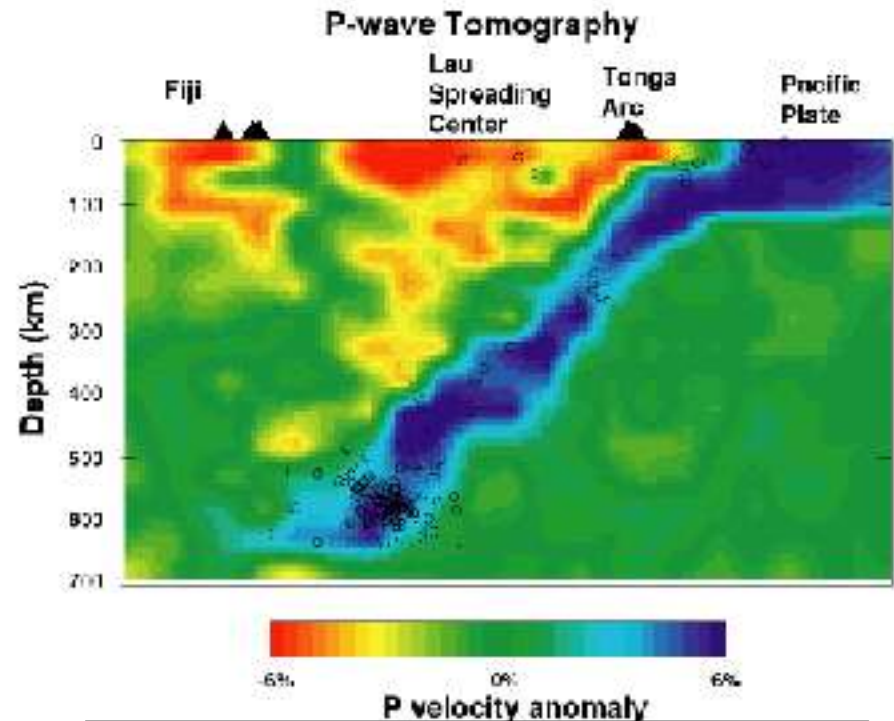 P-wave Tomography
Fiji
Lau
Spreading
Center
Tonga
Arc
Pacific
Plate
0
100
200
300
400
500
600
700
Depth (km)
-6%
0%
6%
P velocity anomaly